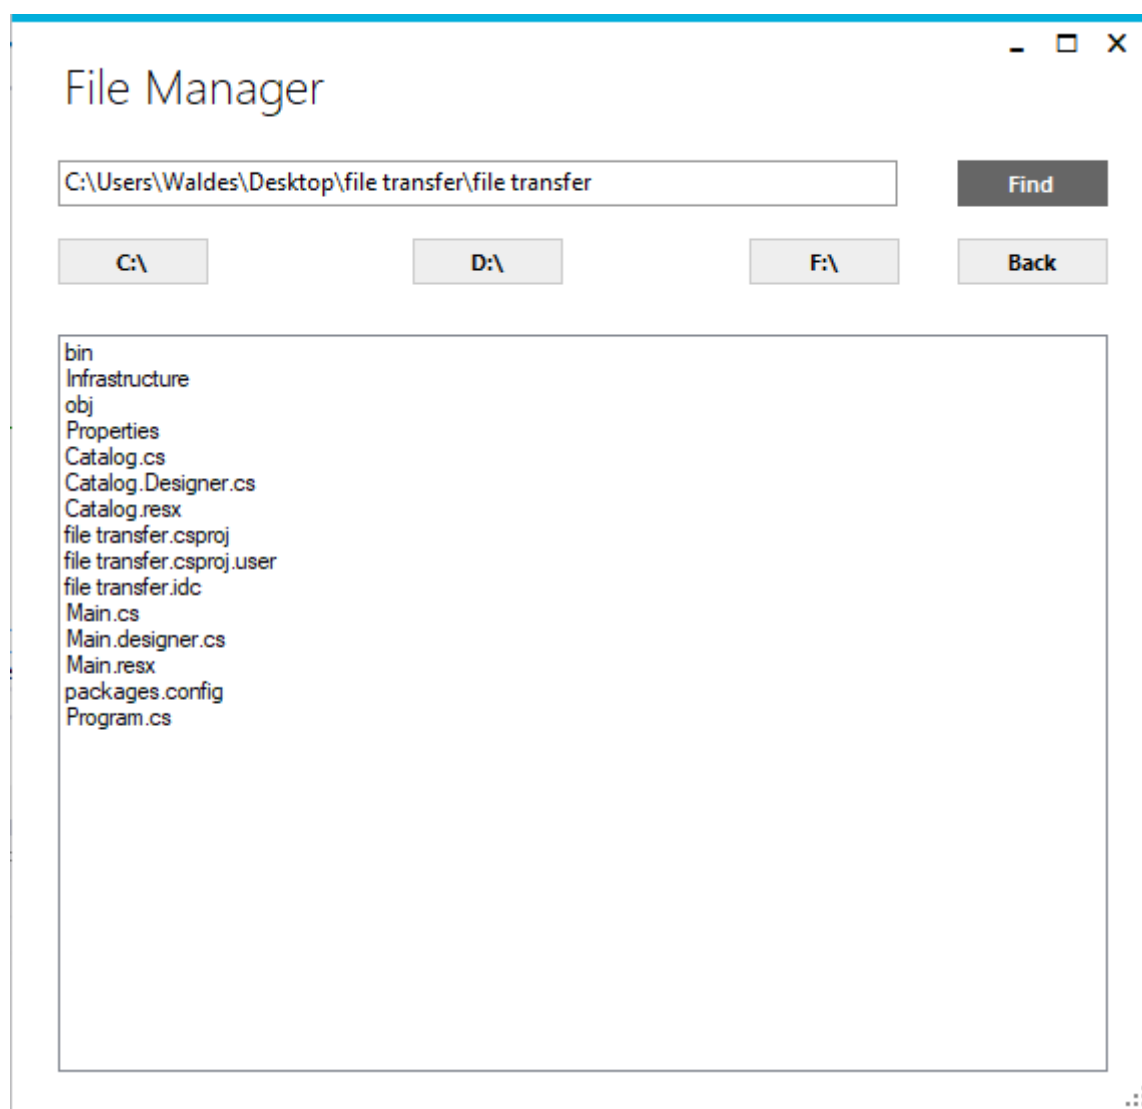 File Manager
C:\Users\Waldes\Desktop\file transfer\file transfer
Find
C:\
D:\
F:\
Back
bin
Infrastructure
obj
Properties
Catalog.cs
Catalog.Designer.cs
Catalog.resx
file transfer.csproj
file transfer.csproj.user
file transfer.idc
Main.cs
Main.designer.cs
Main.resx
packages.config
Program.cs